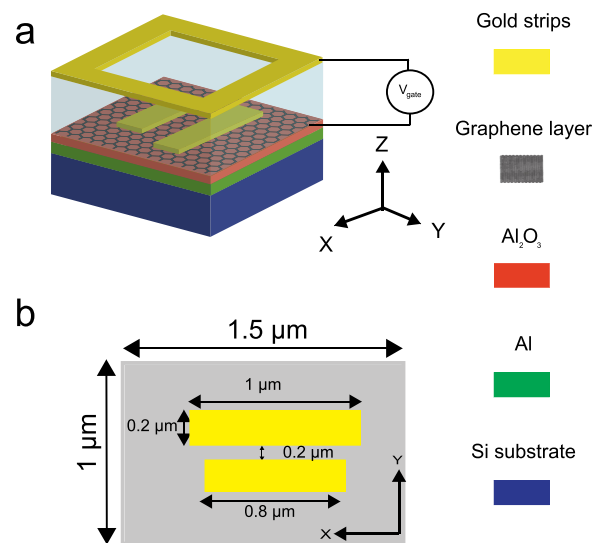 a
Gold strips
V gate
Graphene layer
Z
X
Y
Al₂O₃
b
1.5 µm
Al
1 µm
1 µm
0.2 µm
0.2 µm
Y
Si substrate
0.8 µm
X